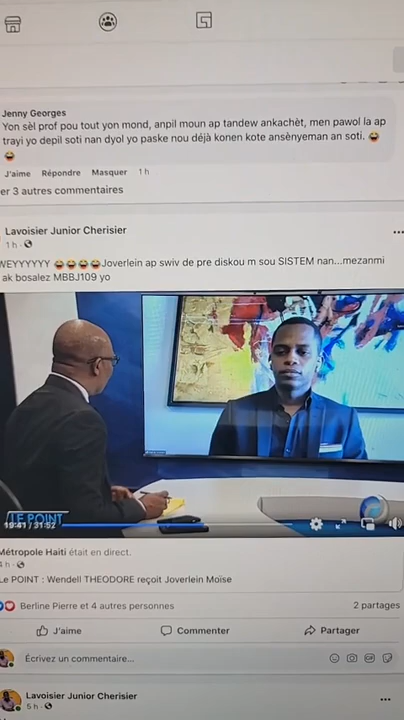 Jenny Georges
Yon sèl prof pou tout yon mond, anpil moun ap tandew ankachèt, men pawol la ap
trayi yo depil soti nan dyol yo paske nou déjà konen kote ansènyeman an soti. 😂
😂
J'aime Répondre Masquer 1 h
er 3 autres commentaires
Lavoisier Junior Cherisier
1 h ·
WEYYYYYY 😂😂😂😂Joverlein ap swiv de pre diskou m sou SISTEM nan...mezanmi
ak bosalez MBBJ109 yo
LE POINT
19:41 / 31:52
Métropole Haiti était en direct.
4 h ·
Le POINT : Wendell THEODORE reçoit Joverlein Moise
Berline Pierre et 4 autres personnes
2 partages
J'aime
Commenter
Partager
Écrivez un commentaire...
GIF
Lavoisier Junior Cherisier
5 h ·